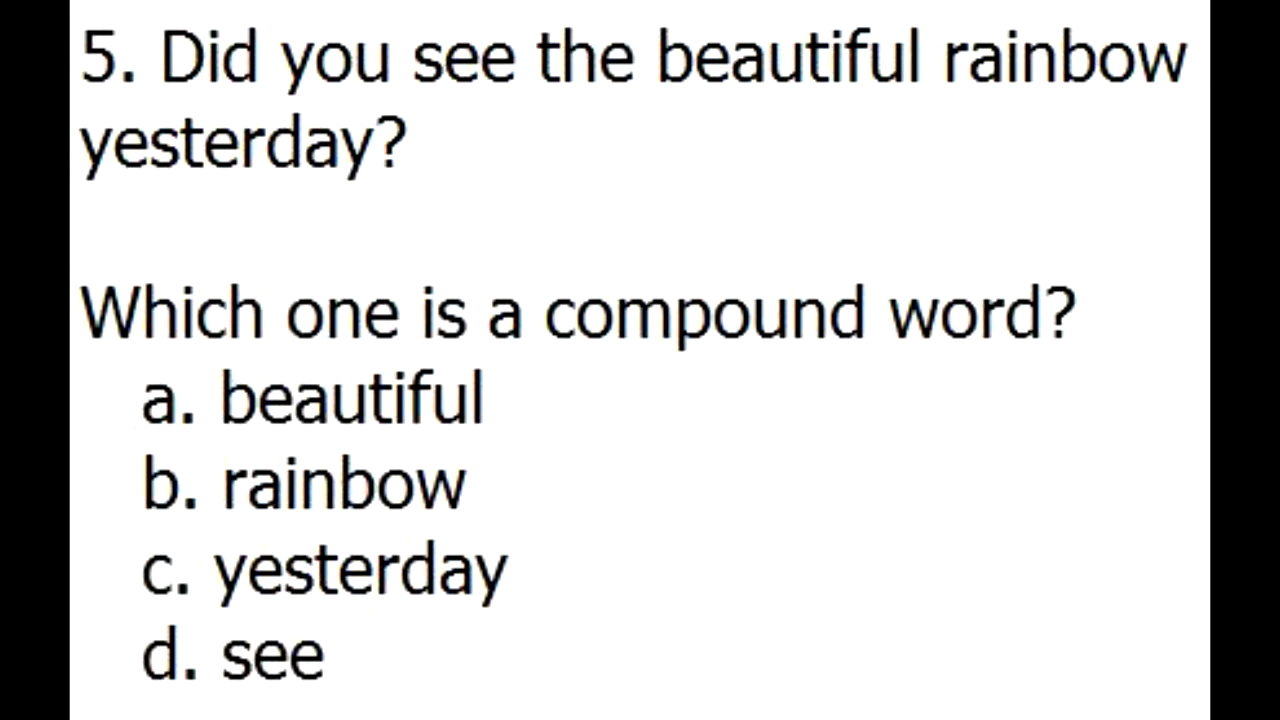 5. Did you see the beautiful rainbow
yesterday?
Which one is a compound word?
a. beautiful
b. rainbow
c. yesterday
d. see